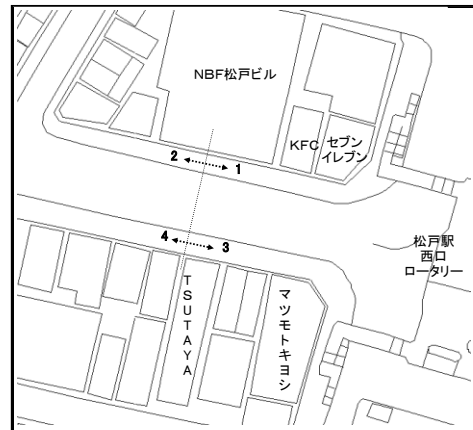 NBF松戸ビル
KFC
セブン
イレブン
2
1
4
3
松戸駅
西口
ロータリー
TSUTAYA
マツモトキヨシ